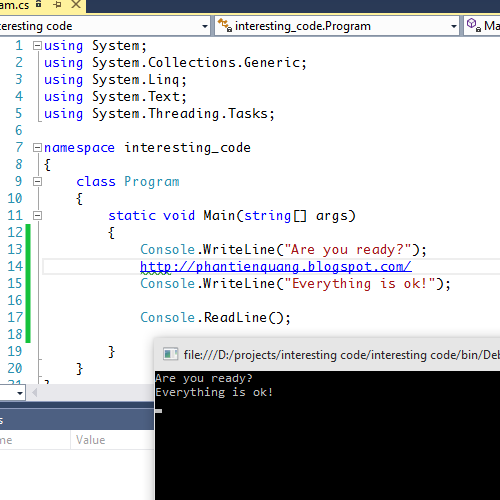 am.cs
eresting code interesting_code.Program Ma
1 using System;
2 using System.Collections.Generic;
3 using System.Linq;
4 using System.Text;
5 using System.Threading.Tasks;
6
7 namespace interesting_code
8 {
9 class Program
10 {
11 static void Main(string[] args)
12 {
13 Console.WriteLine("Are you ready?");
14 http://phantienquang.blogspot.com/
15 Console.WriteLine("Everything is ok!");
16
17 Console.ReadLine();
18
19 }
20 }
21 }
file:///D:/projects/interesting code/interesting code/bin/Deb
Are you ready?
Everything is ok!
s
me Value